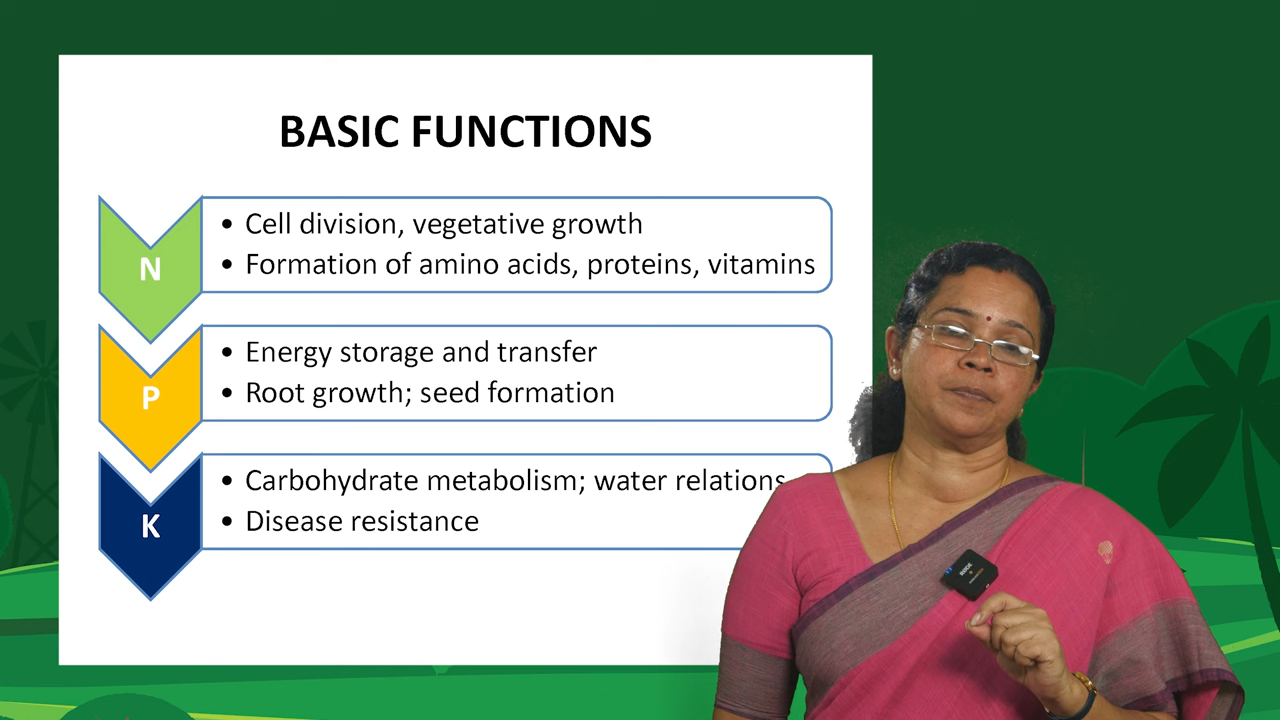 BASIC FUNCTIONS
N
• Cell division, vegetative growth
• Formation of amino acids, proteins, vitamins
P
• Energy storage and transfer
• Root growth; seed formation
K
• Carbohydrate metabolism; water relations
• Disease resistance
RODE